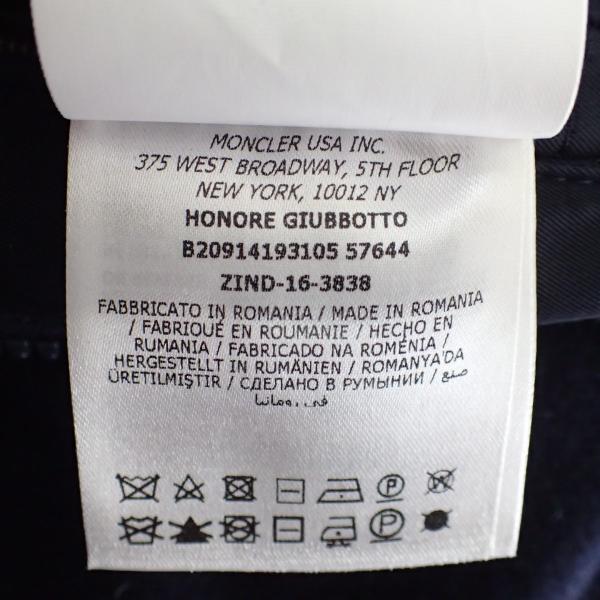 MONCLER USA INC.
375 WEST BROADWAY, 5TH FLOOR
NEW YORK, 10012 NY
HONORE GIUBBOTTO
B20914193105 57644
ZIND-16-3838
FABBRICATO IN ROMANIA / MADE IN ROMANIA
/ FABRIQUÉ EN ROUMANIE / HECHO EN
RUMANIA / FABRICADO NA ROMÉNIA /
HERGESTELLT IN RUMÄNIEN / ROMANYA'DA
ÜRETILMIŞTIR / СДЕЛАНО В РУМЫНИИ / صنع
في رومانيا
P W
P